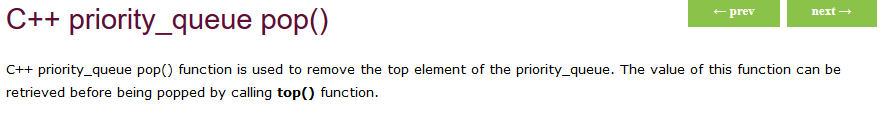 C++ priority_queue pop()
← prev
next →
C++ priority_queue pop() function is used to remove the top element of the priority_queue. The value of this function can be
retrieved before being popped by calling top() function.